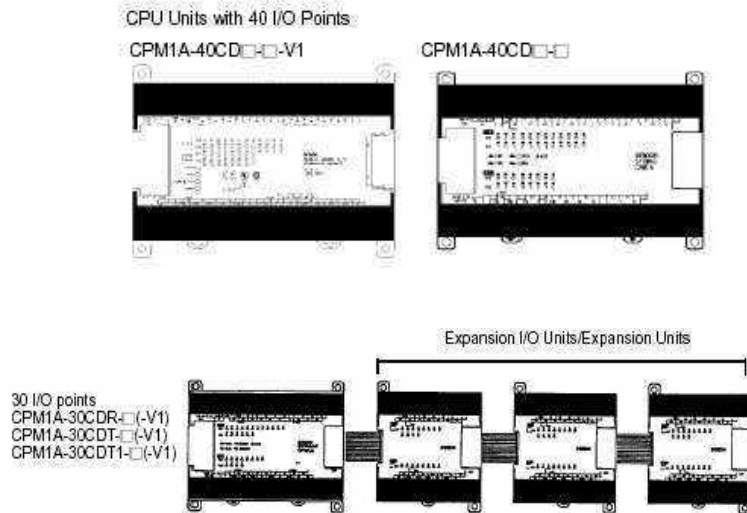 CPU Units with 40 I/O Points
CPM1A-40CD□-□-V1
CPM1A-40CD□-□
Expansion I/O Units/Expansion Units
30 I/O points
CPM1A-30CDR-□(-V1)
CPM1A-30CDT-□(-V1)
CPM1A-30CDT1-□(-V1)